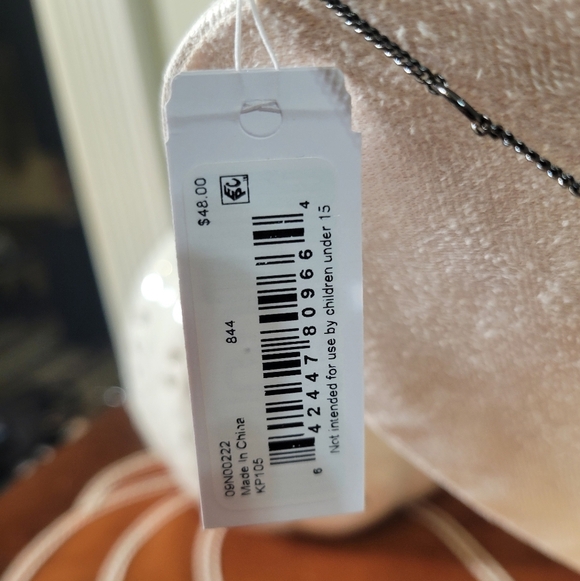 09N00222
Made In China
KP105
844
$48.00
6 42447 80966 4
Not intended for use by children under 15